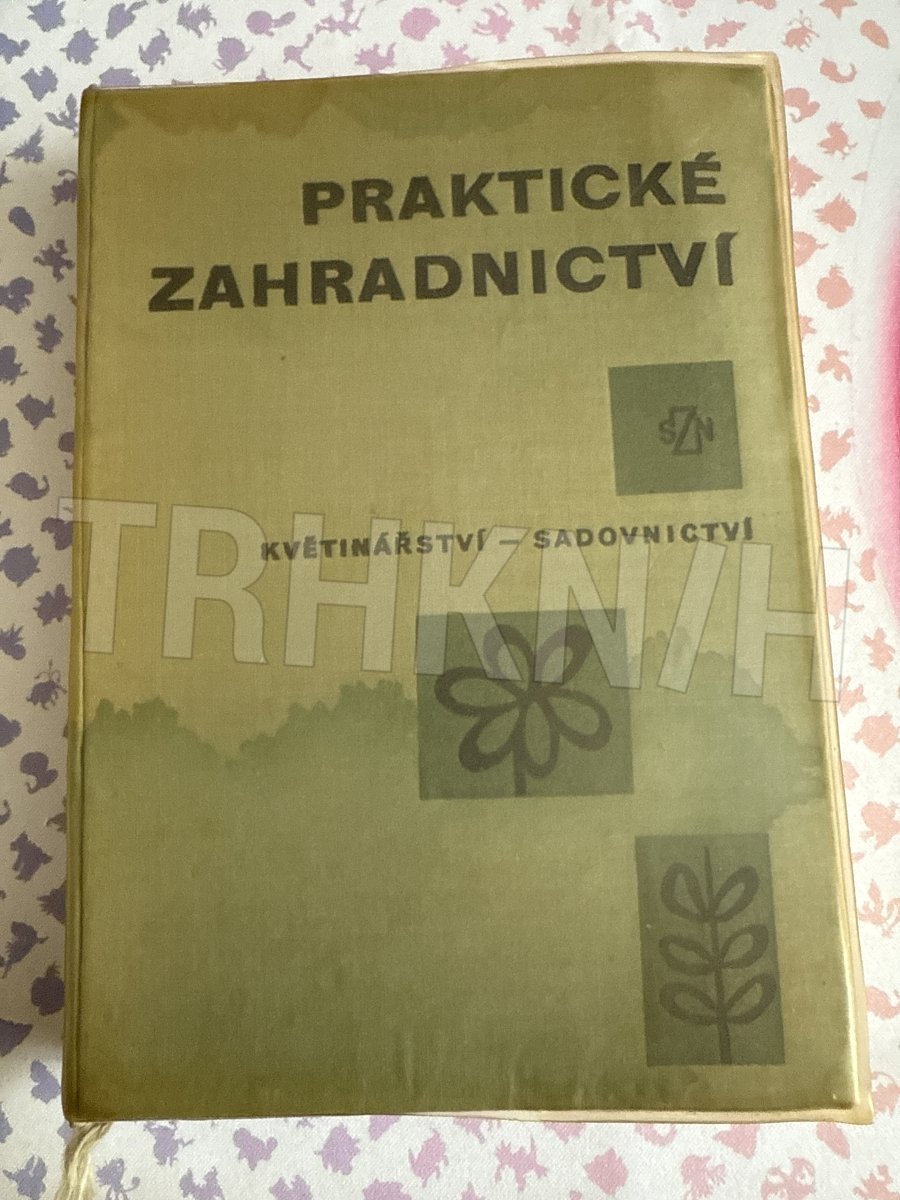 PRAKTICKÉ
ZAHRADNICTVÍ
SZN
KVĚTINÁŘSTVÍ – SADOVNICTVÍ
TRHKNIH